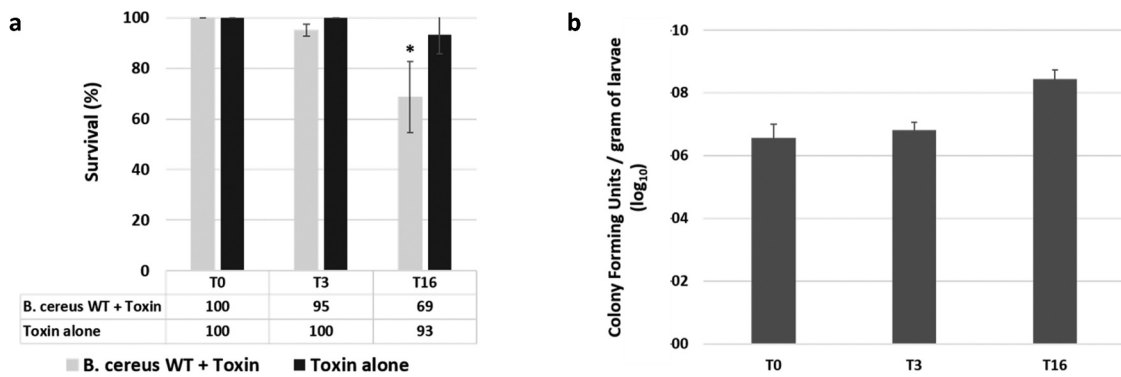 a
Survival (%)
100
80
60
40
20
0
*
T0 T3 T16
B. cereus WT + Toxin 100 95 69
Toxin alone 100 100 93
B. cereus WT + Toxin Toxin alone
b
Colony Forming Units / gram of larvae
(log10)
·10
·08
·06
·04
·02
·00
T0 T3 T16